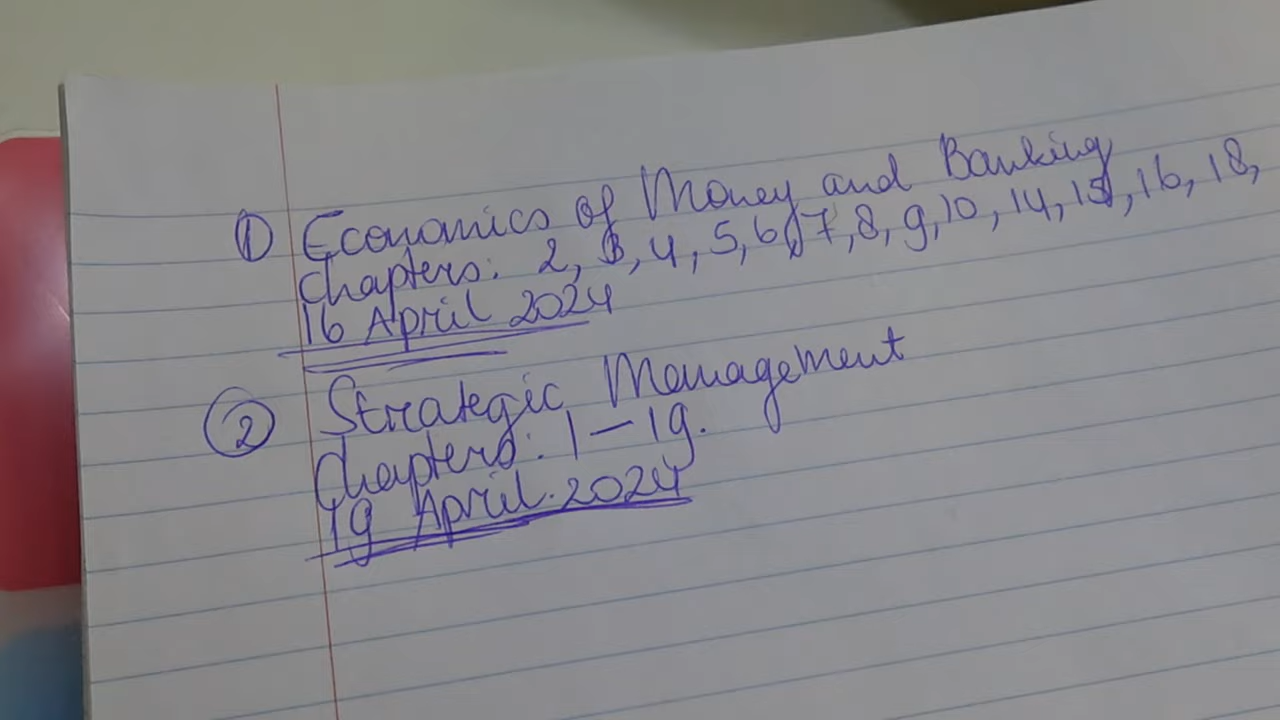 ① Economics of Money and Banking
Chapters: 2, 3, 4, 5, 6, 7, 8, 9, 10, 14, 15, 16, 18,
16 April 2024
② Strategic Management
Chapters: 1-19.
19 April 2024